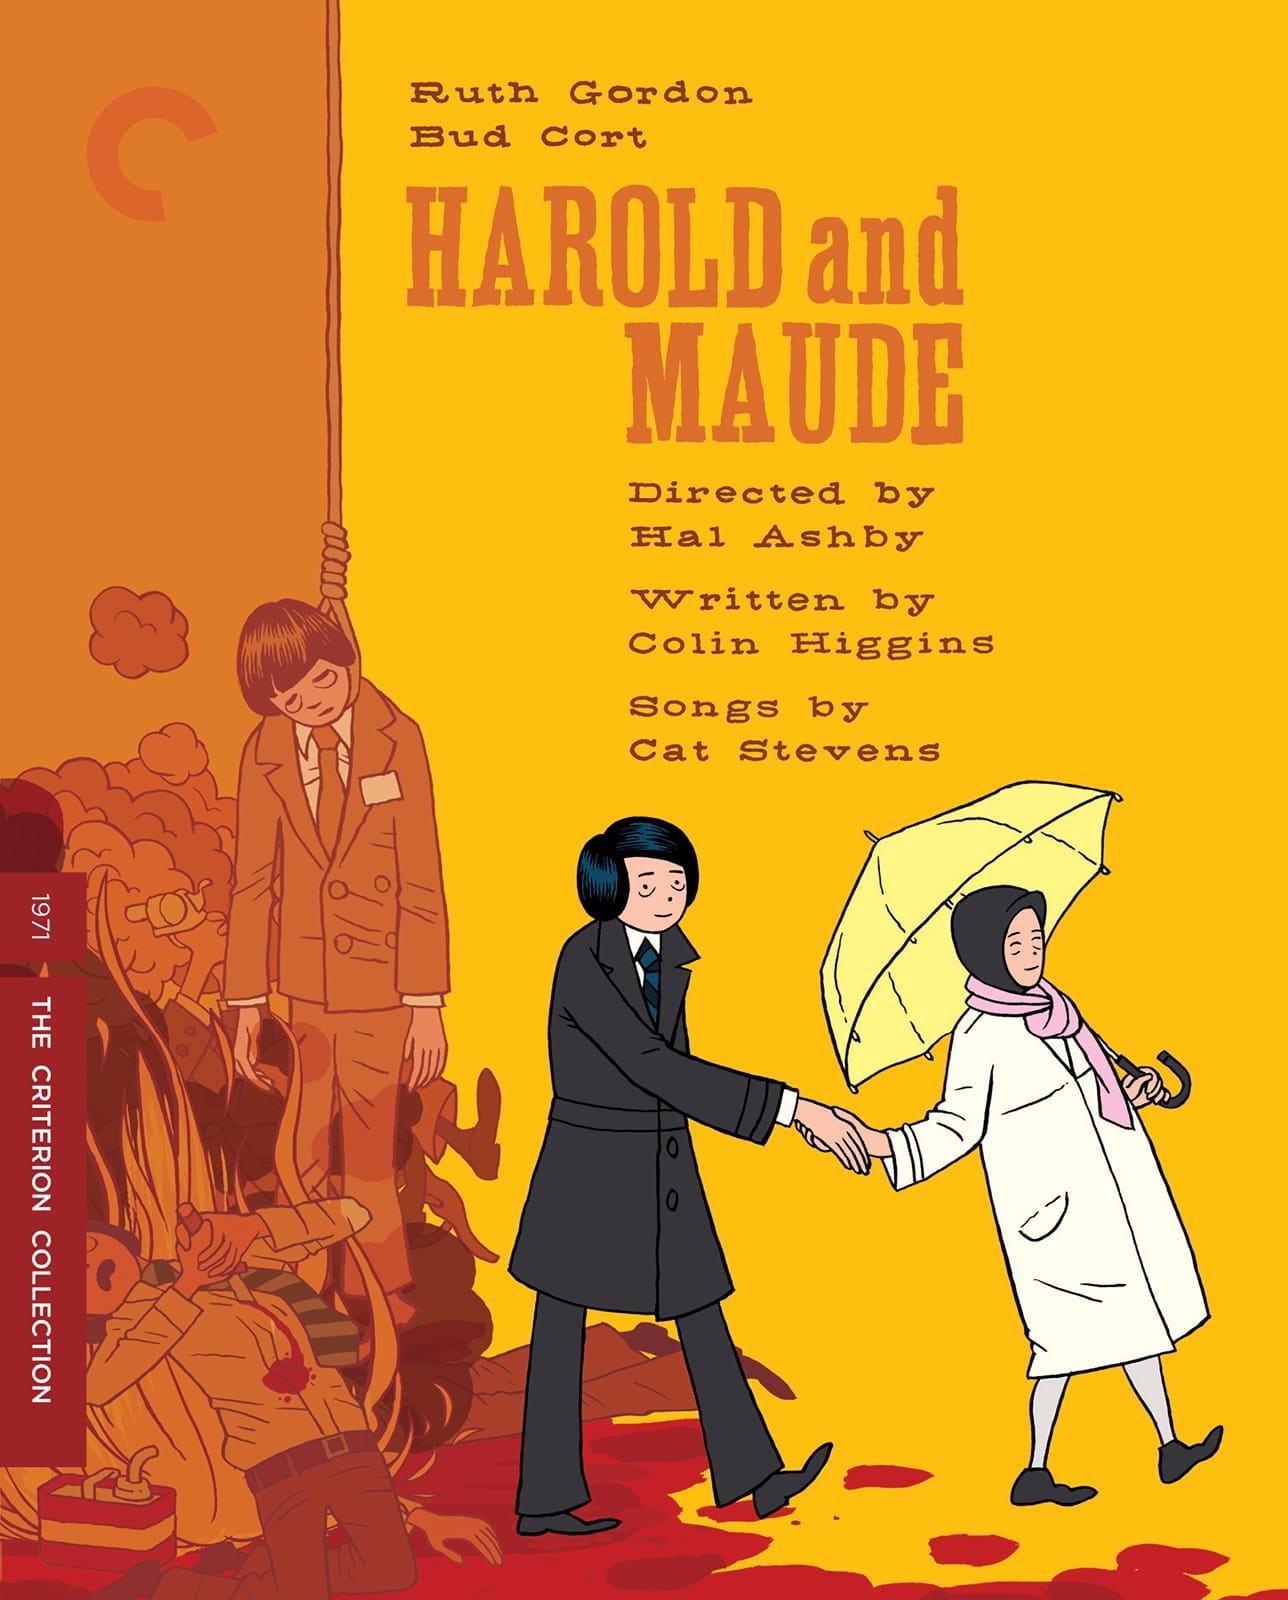 Ruth Gordon
Bud Cort
HAROLD and
MAUDE
Directed by
Hal Ashby
Written by
Colin Higgins
Songs by
Cat Stevens
1971
THE CRITERION COLLECTION